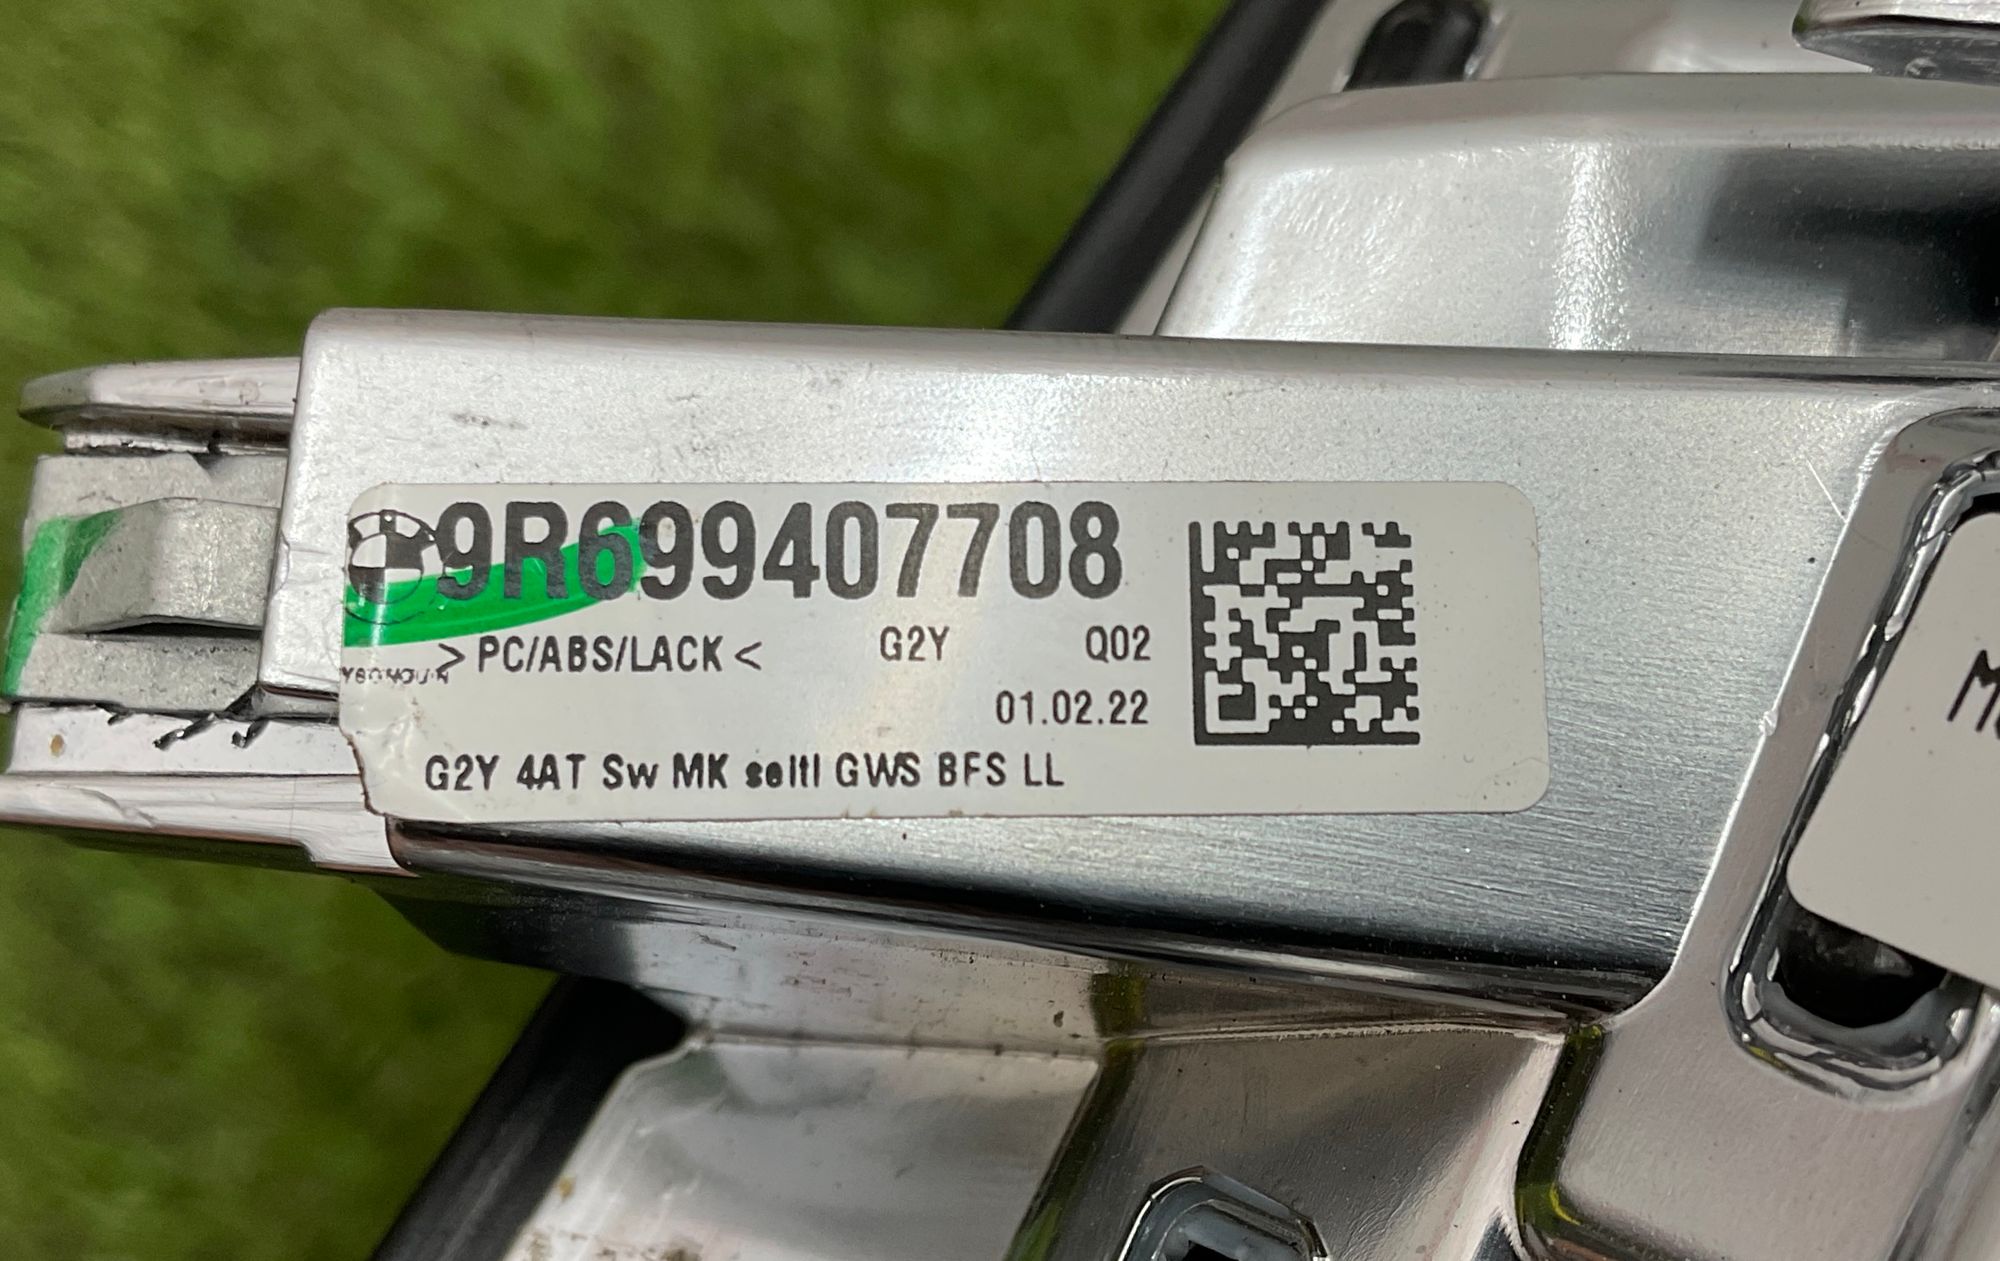 9R699407708
>PC/ABS/LACK< G2Y Q02
01.02.22
G2Y 4AT Sw MK seitl GWS BFS LL